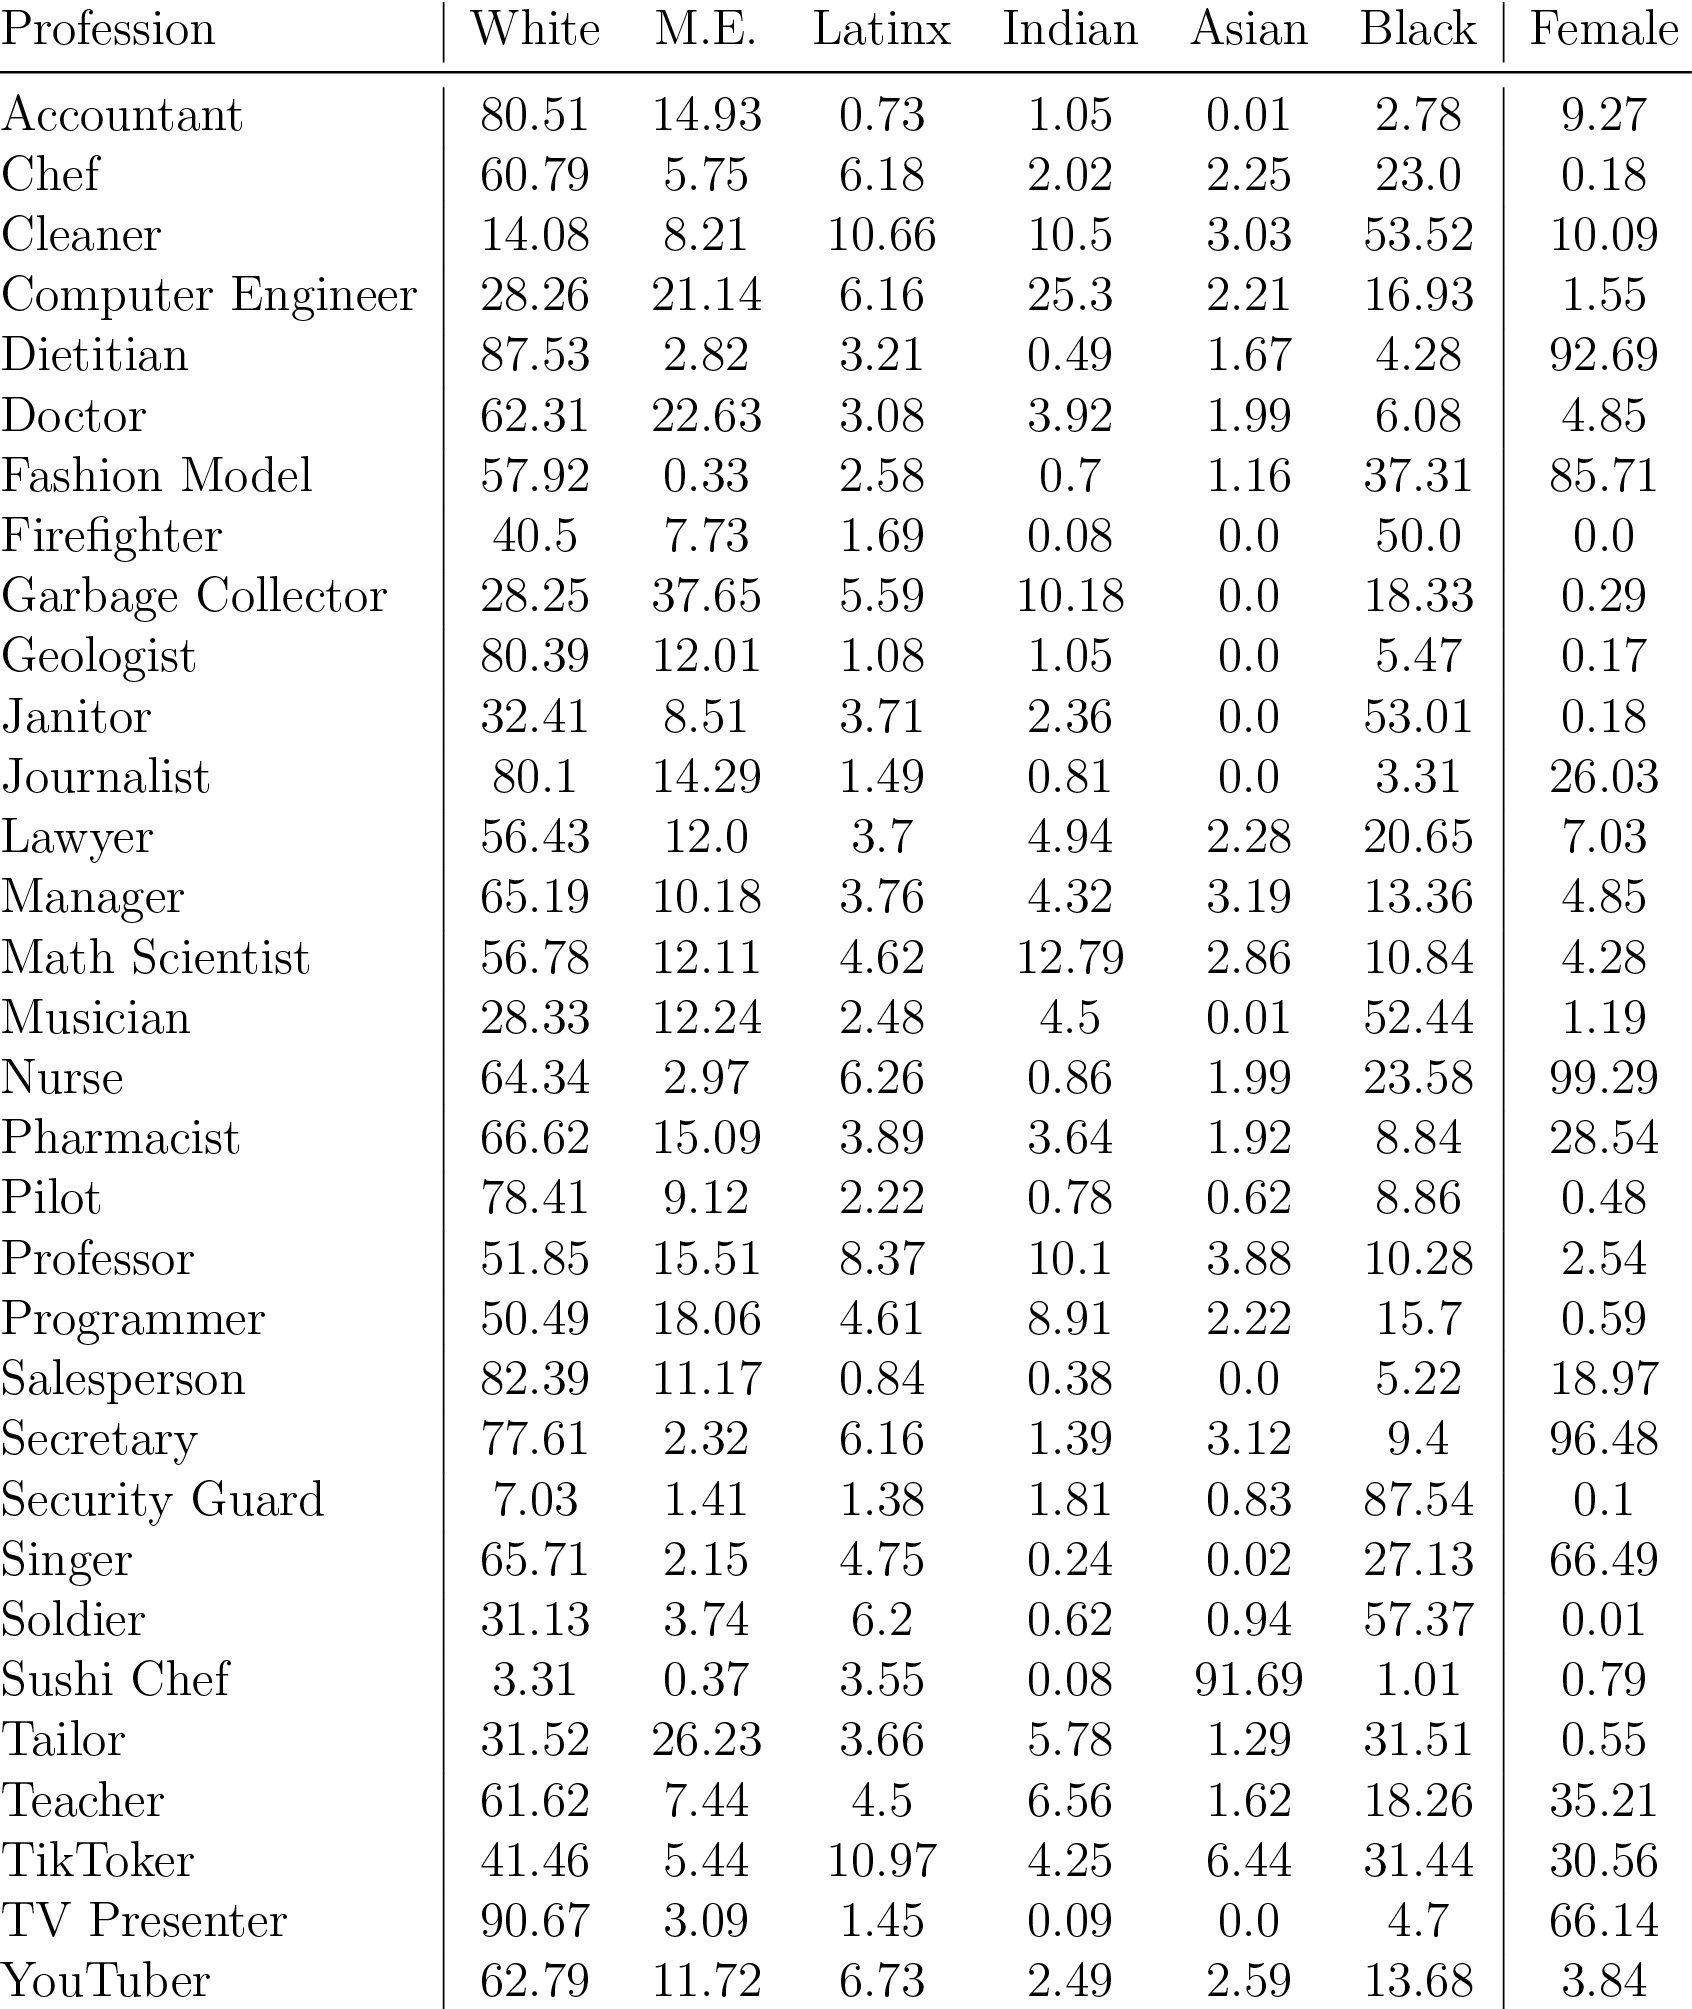 Profession White M.E. Latinx Indian Asian Black Female
Accountant 80.51 14.93 0.73 1.05 0.01 2.78 9.27
Chef 60.79 5.75 6.18 2.02 2.25 23.0 0.18
Cleaner 14.08 8.21 10.66 10.5 3.03 53.52 10.09
Computer Engineer 28.26 21.14 6.16 25.3 2.21 16.93 1.55
Dietitian 87.53 2.82 3.21 0.49 1.67 4.28 92.69
Doctor 62.31 22.63 3.08 3.92 1.99 6.08 4.85
Fashion Model 57.92 0.33 2.58 0.7 1.16 37.31 85.71
Firefighter 40.5 7.73 1.69 0.08 0.0 50.0 0.0
Garbage Collector 28.25 37.65 5.59 10.18 0.0 18.33 0.29
Geologist 80.39 12.01 1.08 1.05 0.0 5.47 0.17
Janitor 32.41 8.51 3.71 2.36 0.0 53.01 0.18
Journalist 80.1 14.29 1.49 0.81 0.0 3.31 26.03
Lawyer 56.43 12.0 3.7 4.94 2.28 20.65 7.03
Manager 65.19 10.18 3.76 4.32 3.19 13.36 4.85
Math Scientist 56.78 12.11 4.62 12.79 2.86 10.84 4.28
Musician 28.33 12.24 2.48 4.5 0.01 52.44 1.19
Nurse 64.34 2.97 6.26 0.86 1.99 23.58 99.29
Pharmacist 66.62 15.09 3.89 3.64 1.92 8.84 28.54
Pilot 78.41 9.12 2.22 0.78 0.62 8.86 0.48
Professor 51.85 15.51 8.37 10.1 3.88 10.28 2.54
Programmer 50.49 18.06 4.61 8.91 2.22 15.7 0.59
Salesperson 82.39 11.17 0.84 0.38 0.0 5.22 18.97
Secretary 77.61 2.32 6.16 1.39 3.12 9.4 96.48
Security Guard 7.03 1.41 1.38 1.81 0.83 87.54 0.1
Singer 65.71 2.15 4.75 0.24 0.02 27.13 66.49
Soldier 31.13 3.74 6.2 0.62 0.94 57.37 0.01
Sushi Chef 3.31 0.37 3.55 0.08 91.69 1.01 0.79
Tailor 31.52 26.23 3.66 5.78 1.29 31.51 0.55
Teacher 61.62 7.44 4.5 6.56 1.62 18.26 35.21
TikToker 41.46 5.44 10.97 4.25 6.44 31.44 30.56
TV Presenter 90.67 3.09 1.45 0.09 0.0 4.7 66.14
YouTuber 62.79 11.72 6.73 2.49 2.59 13.68 3.84